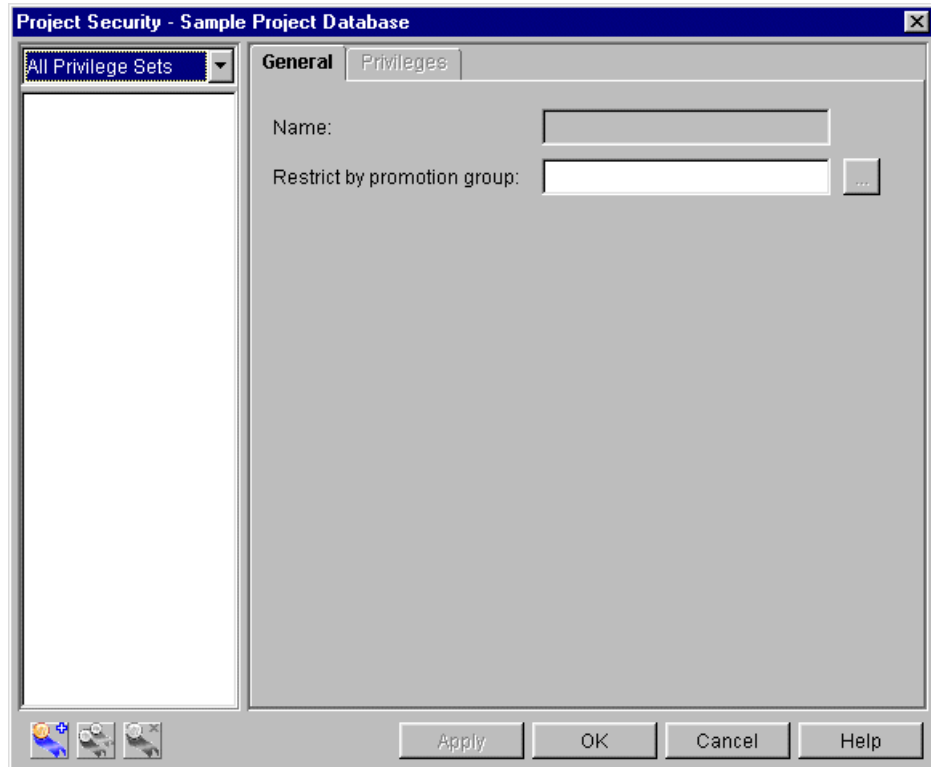 Project Security - Sample Project Database
All Privilege Sets
General
Privileges
Name:
Restrict by promotion group:
...
Apply
OK
Cancel
Help